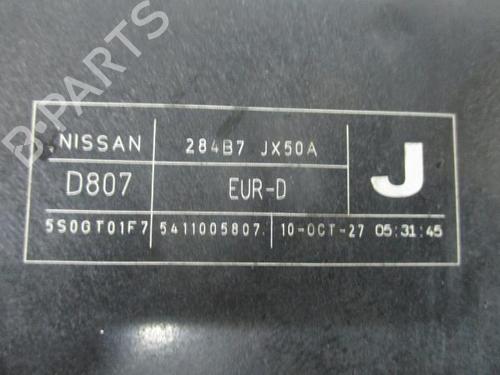 B-PARTS
NISSAN 284B7 JX50A J
D807 EUR-D
5S0GT01F7 5411005807 10-OCT-27 05:31:45